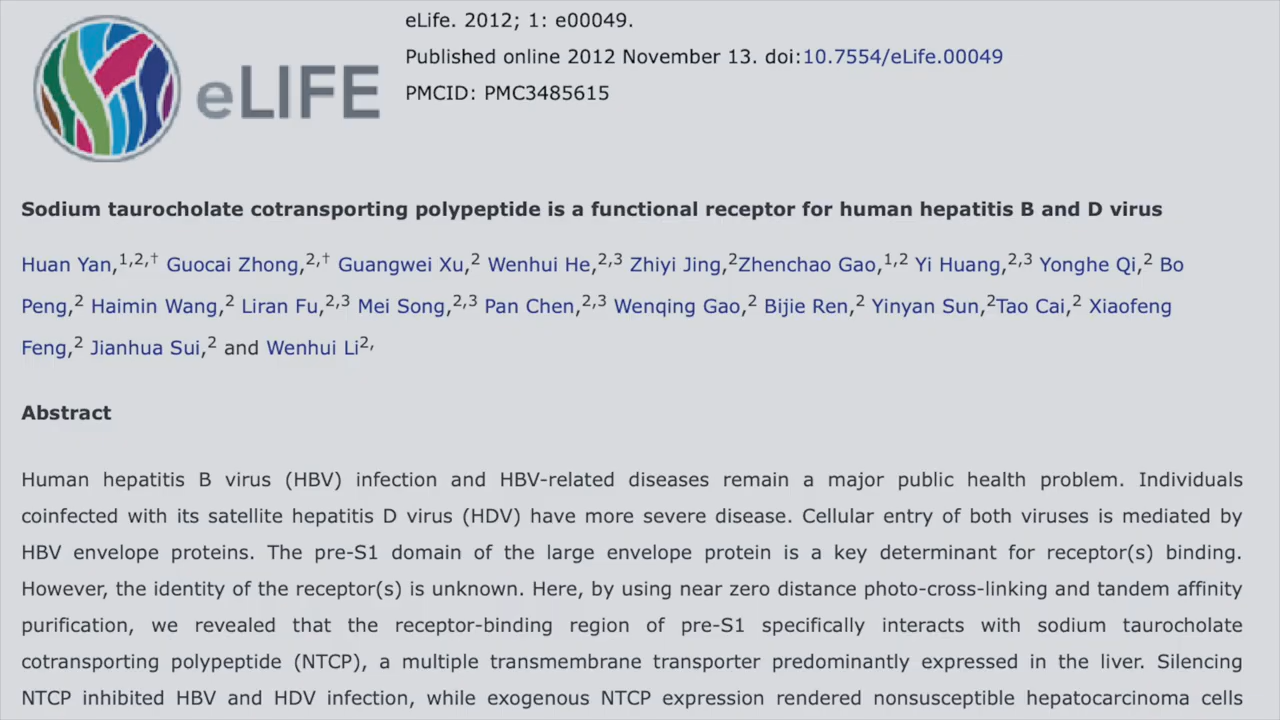 eLIFE
eLife. 2012; 1: e00049.
Published online 2012 November 13. doi:10.7554/eLife.00049
PMCID: PMC3485615
Sodium taurocholate cotransporting polypeptide is a functional receptor for human hepatitis B and D virus
Huan Yan,1,2,† Guocai Zhong,2,† Guangwei Xu,2 Wenhui He,2,3 Zhiyi Jing,2Zhenchao Gao,1,2 Yi Huang,2,3 Yonghe Qi,2 Bo
Peng,2 Haimin Wang,2 Liran Fu,2,3 Mei Song,2,3 Pan Chen,2,3 Wenqing Gao,2 Bijie Ren,2 Yinyan Sun,2Tao Cai,2 Xiaofeng
Feng,2 Jianhua Sui,2 and Wenhui Li2,
Abstract
Human hepatitis B virus (HBV) infection and HBV-related diseases remain a major public health problem. Individuals
coinfected with its satellite hepatitis D virus (HDV) have more severe disease. Cellular entry of both viruses is mediated by
HBV envelope proteins. The pre-S1 domain of the large envelope protein is a key determinant for receptor(s) binding.
However, the identity of the receptor(s) is unknown. Here, by using near zero distance photo-cross-linking and tandem affinity
purification, we revealed that the receptor-binding region of pre-S1 specifically interacts with sodium taurocholate
cotransporting polypeptide (NTCP), a multiple transmembrane transporter predominantly expressed in the liver. Silencing
NTCP inhibited HBV and HDV infection, while exogenous NTCP expression rendered nonsusceptible hepatocarcinoma cells